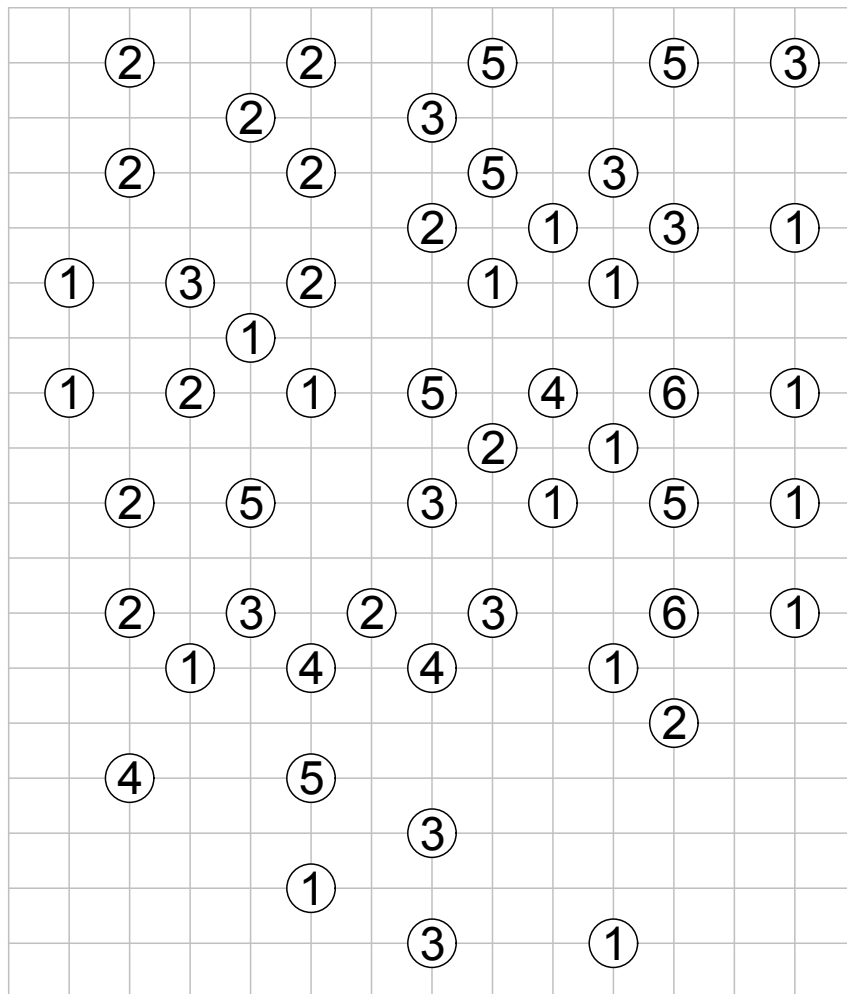 2 2 5 5 3
2 3
2 2 5 3
2 1 3 1
1 3 2 1 1
1
1 2 1 5 4 6 1
2 1
2 5 3 1 5 1
2 3 2 3 6 1
1 4 4 1
2
4 5
3
1
3 1